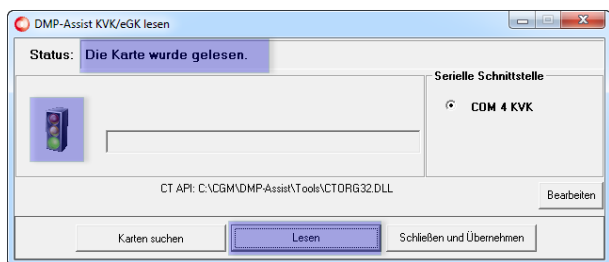 DMP-Assist KVK/eGK lesen
Status: Die Karte wurde gelesen.
Serielle Schnittstelle
COM 4 KVK
CT API: C:\CGM\DMP-Assist\Tools\CTORG32.DLL
Bearbeiten
Karten suchen Lesen Schließen und Übernehmen